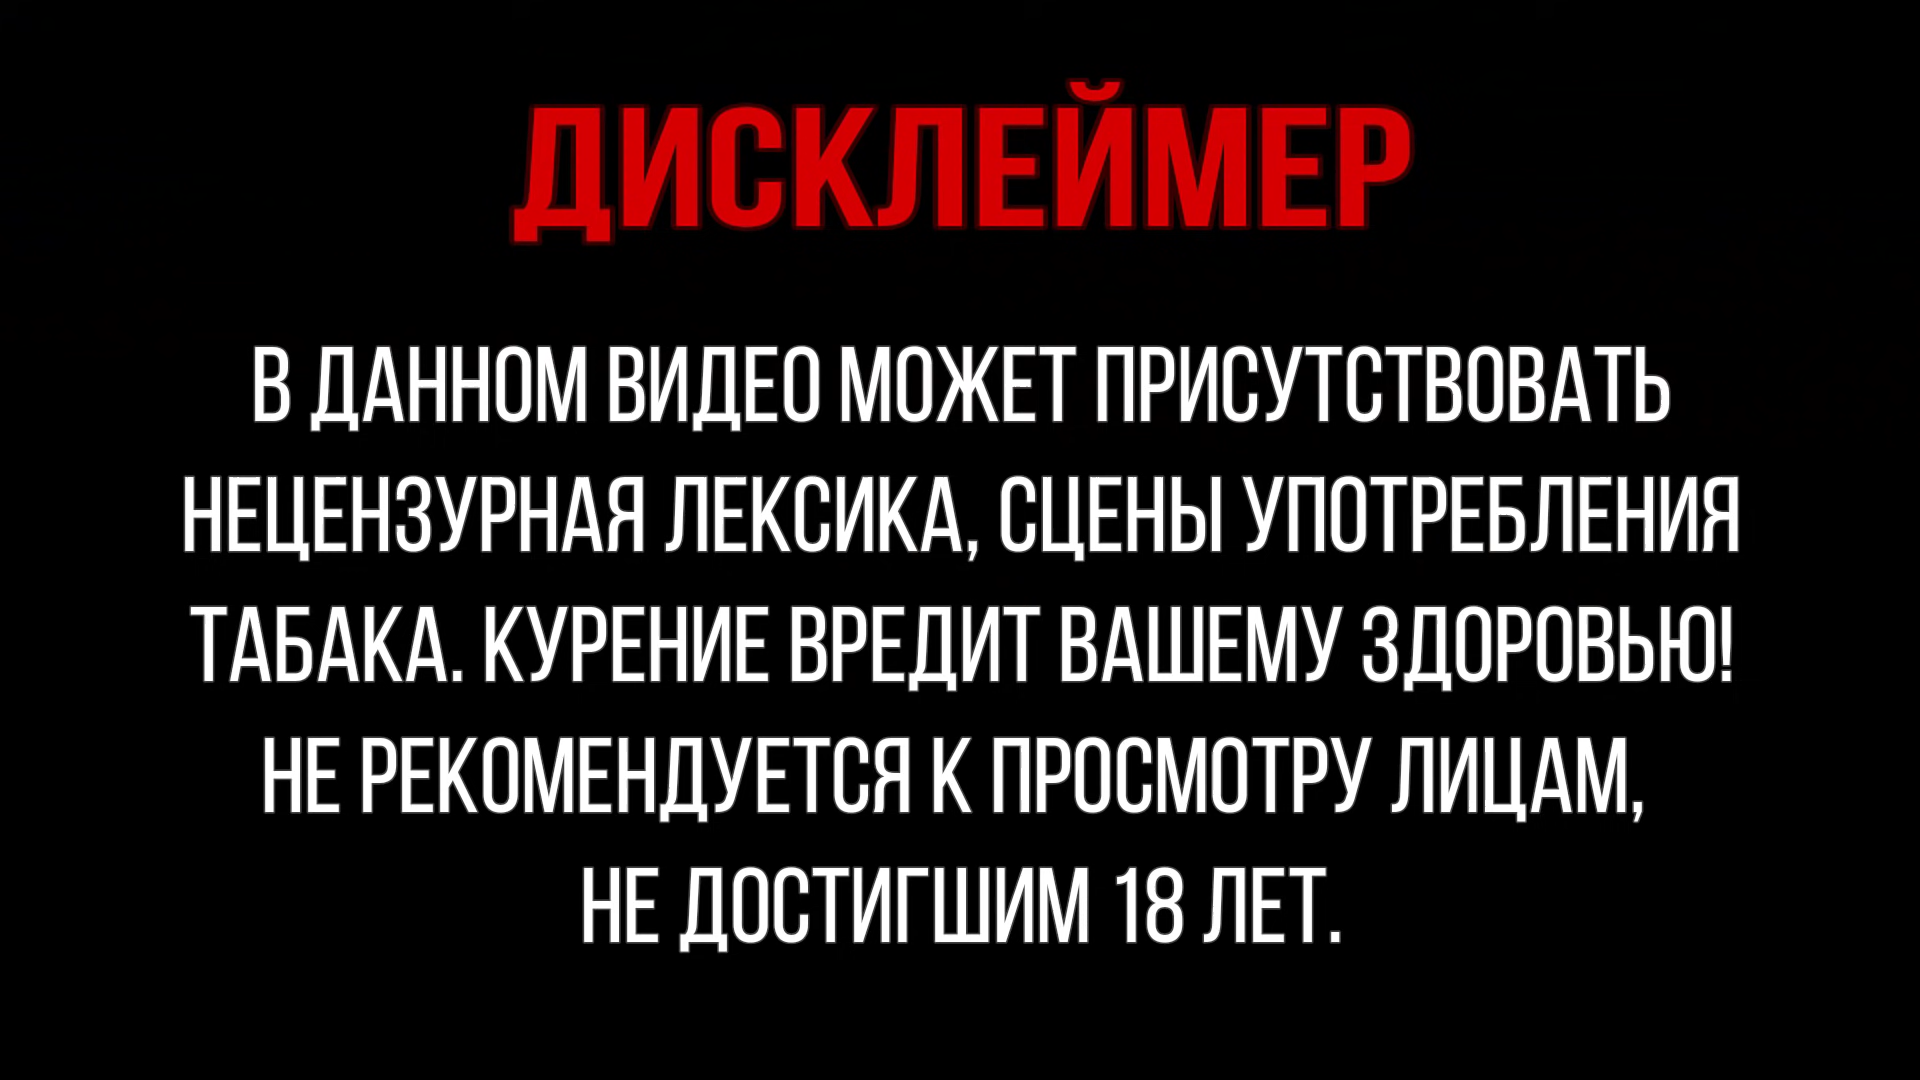 ДИСКЛЕЙМЕР
В ДАННОМ ВИДЕО МОЖЕТ ПРИСУТСТВОВАТЬ
НЕЦЕНЗУРНАЯ ЛЕКСИКА, СЦЕНЫ УПОТРЕБЛЕНИЯ
ТАБАКА. КУРЕНИЕ ВРЕДИТ ВАШЕМУ ЗДОРОВЬЮ!
НЕ РЕКОМЕНДУЕТСЯ К ПРОСМОТРУ ЛИЦАМ,
НЕ ДОСТИГШИМ 18 ЛЕТ.